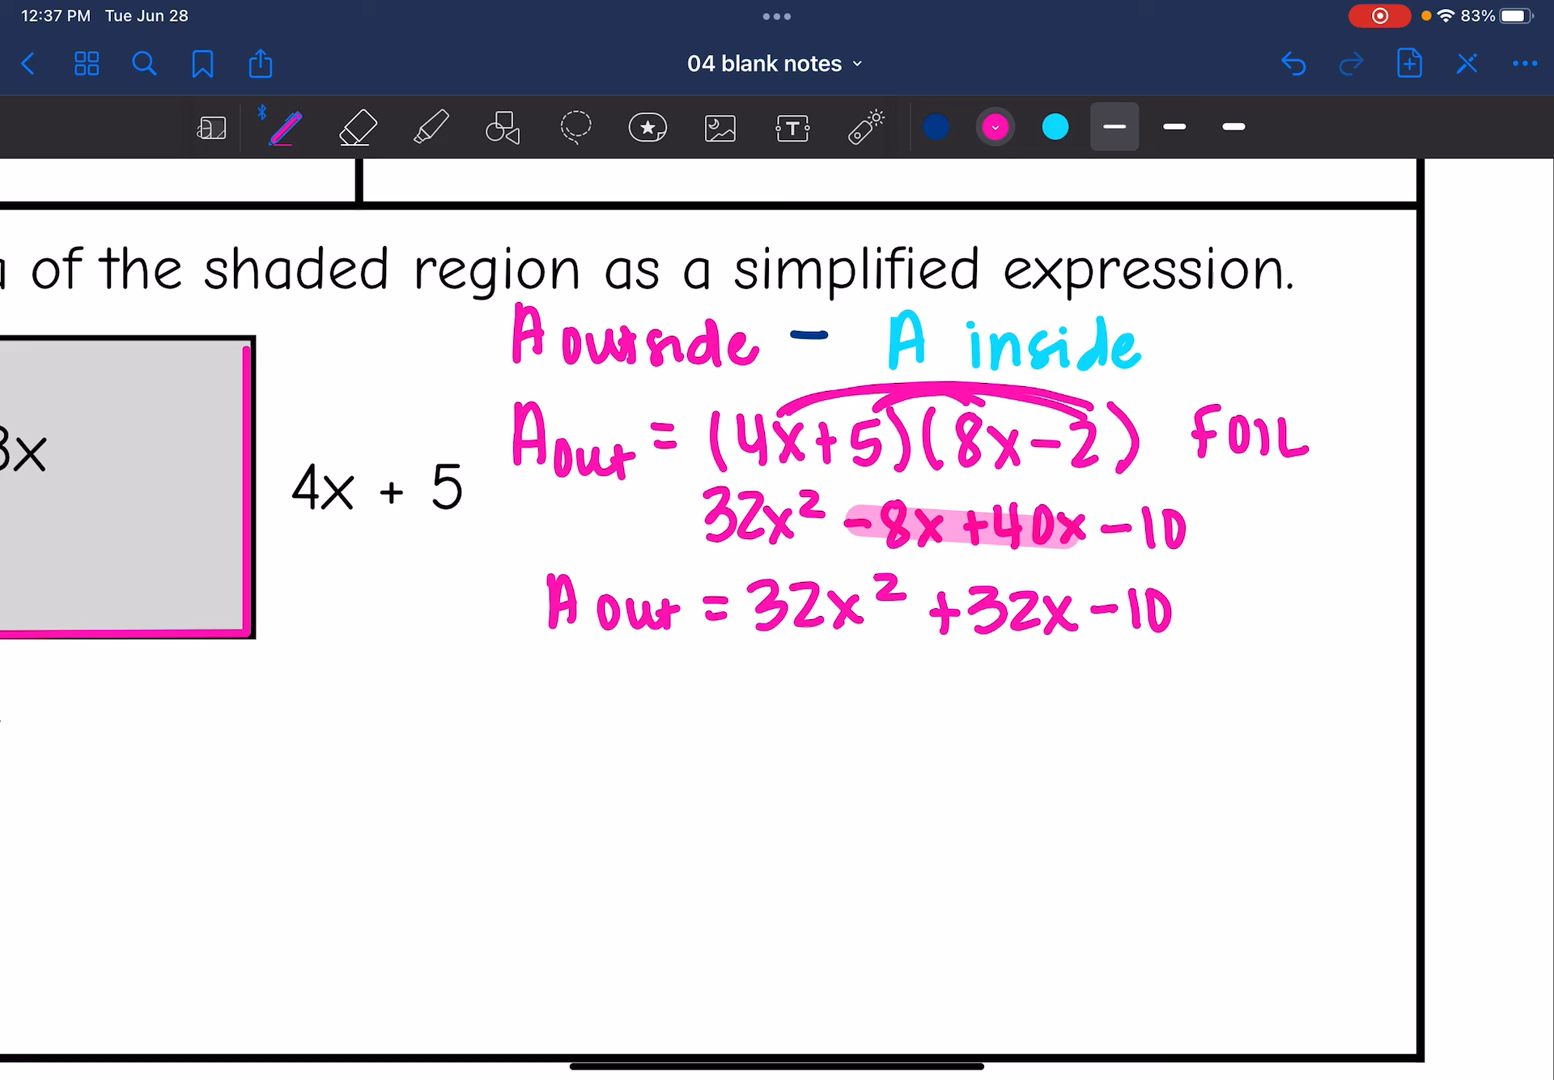 12:37 PM Tue Jun 28
83%
04 blank notes
T
of the shaded region as a simplified expression.
A outside - A inside
A out = (4x+5)(8x-2) FOIL
3x
4x + 5
32x² -8x +40x -10
A out = 32x² +32x -10